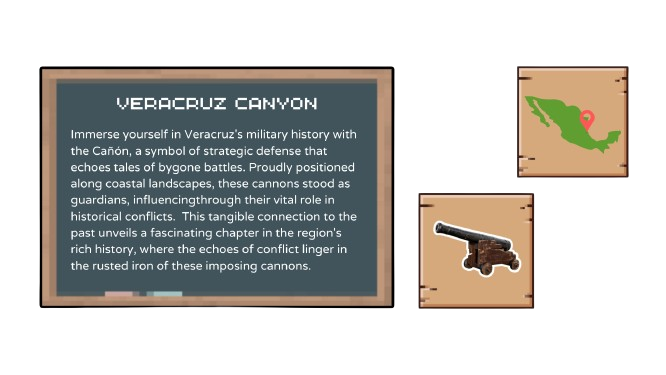 VERACRUZ CANYON
Immerse yourself in Veracruz's military history with
the Cañón, a symbol of strategic defense that
echoes tales of bygone battles. Proudly positioned
along coastal landscapes, these cannons stood as
guardians, influencingthrough their vital role in
historical conflicts.  This tangible connection to the
past unveils a fascinating chapter in the region's
rich history, where the echoes of conflict linger in
the rusted iron of these imposing cannons.